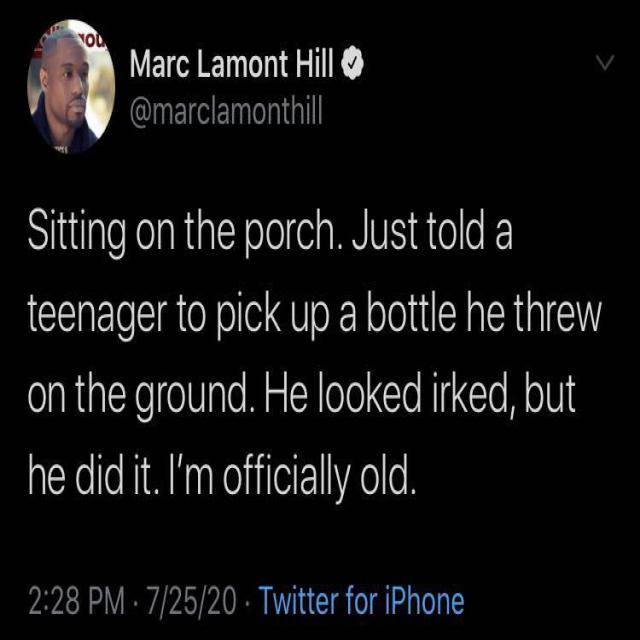 Marc Lamont Hill
@marclamonthill
Sitting on the porch. Just told a
teenager to pick up a bottle he threw
on the ground. He looked irked, but
he did it. I'm officially old.
2:28 PM · 7/25/20 · Twitter for iPhone